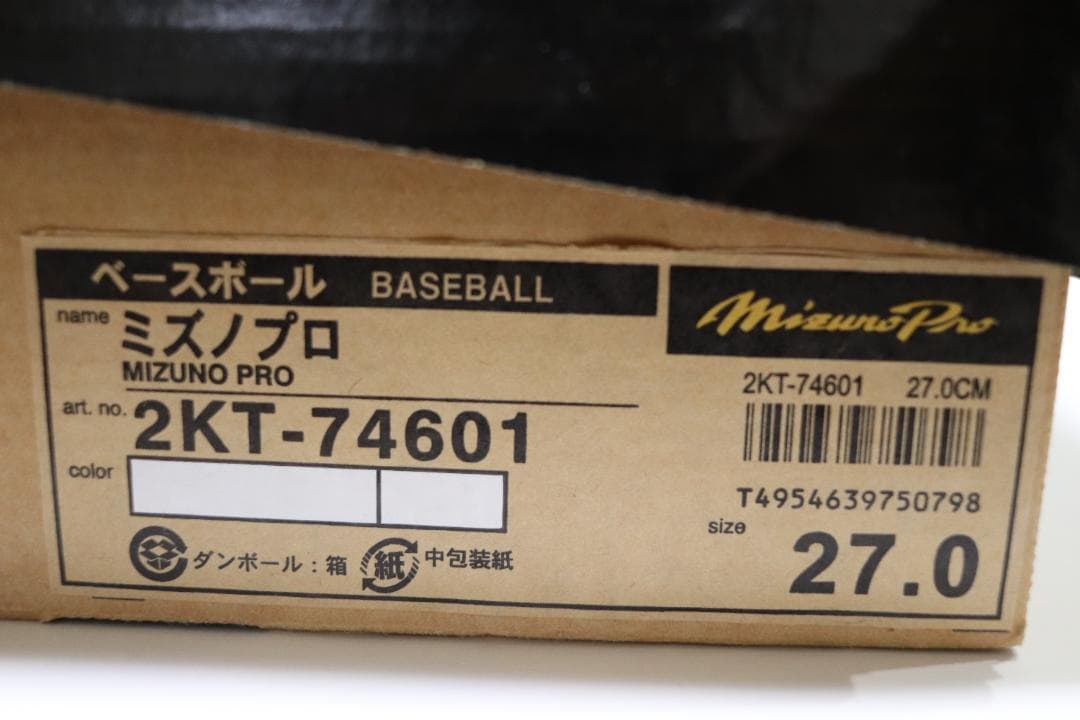 ベースボール BASEBALL
name ミズノプロ
MIZUNO PRO
art. no. 2KT-74601
color
ダンボール：箱 紙 中包装紙
Mizuno Pro
2KT-74601 27.0CM
T4954639750798
size 27.0